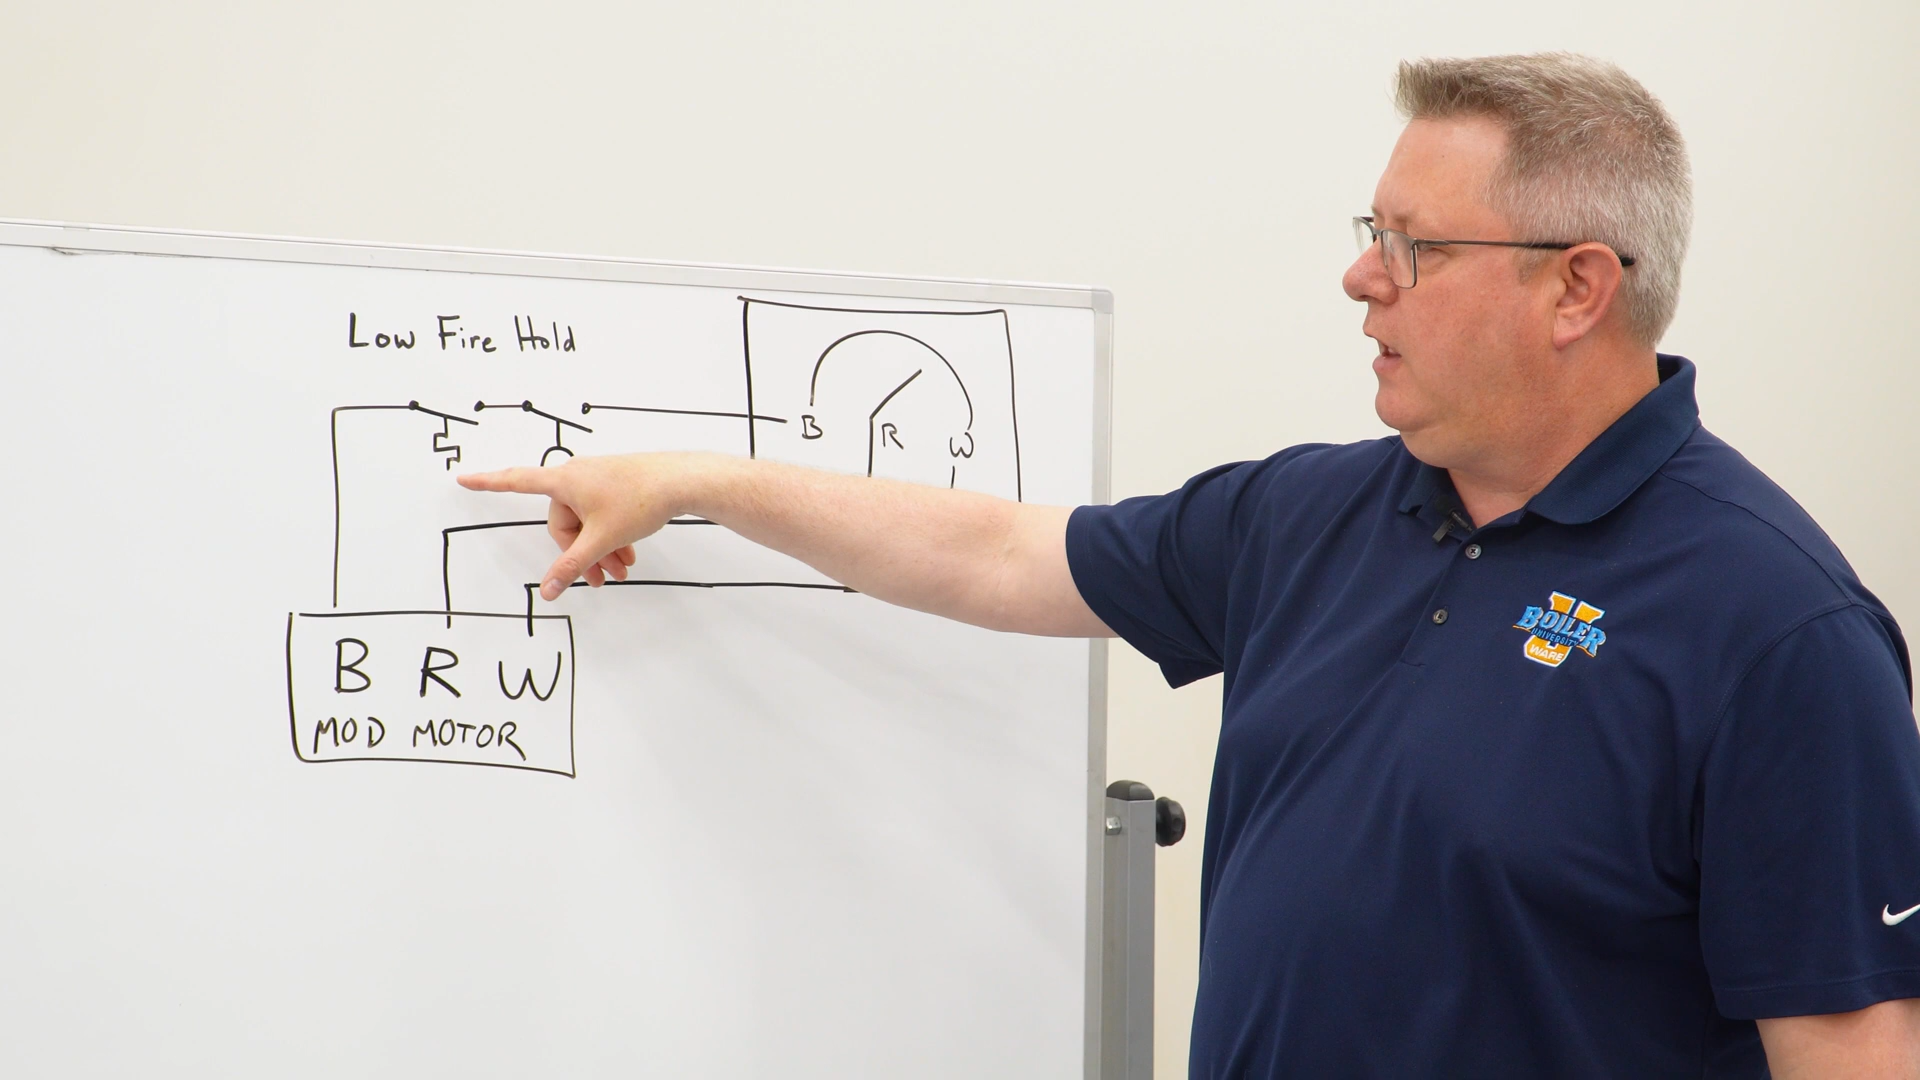 Low Fire Hold
B R W
B R W
MOD MOTOR
BOILER
UNIVERSITY
WARE